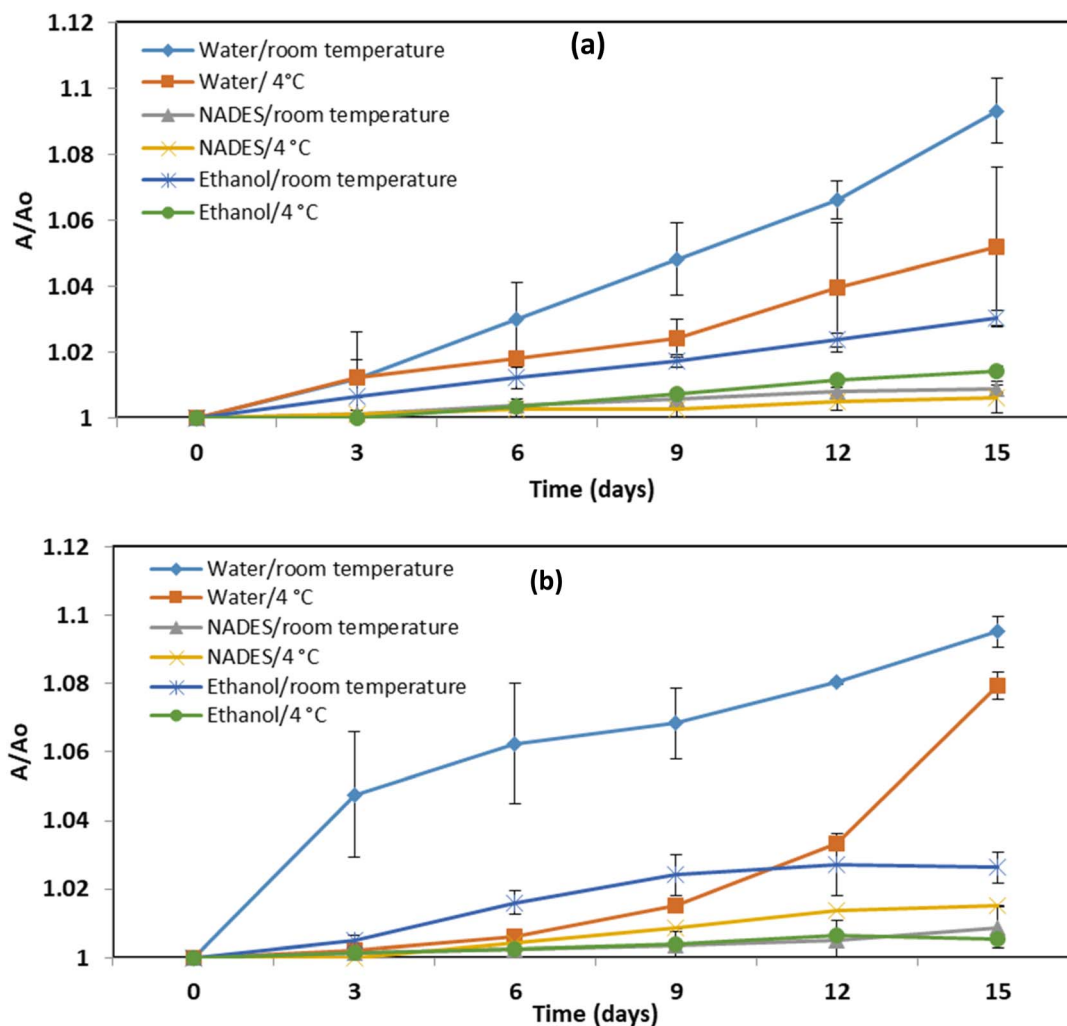 1.12
1.1
1.08
1.06
1.04
1.02
1
A/Ao
(a)
Water/room temperature
Water/ 4°C
NADES/room temperature
NADES/4 °C
Ethanol/room temperature
Ethanol/4 °C
0 3 6 9 12 15
Time (days)
1.12
1.1
1.08
1.06
1.04
1.02
1
A/Ao
(b)
Water/room temperature
Water/4 °C
NADES/room temperature
NADES/4 °C
Ethanol/room temperature
Ethanol/4 °C
0 3 6 9 12 15
Time (days)